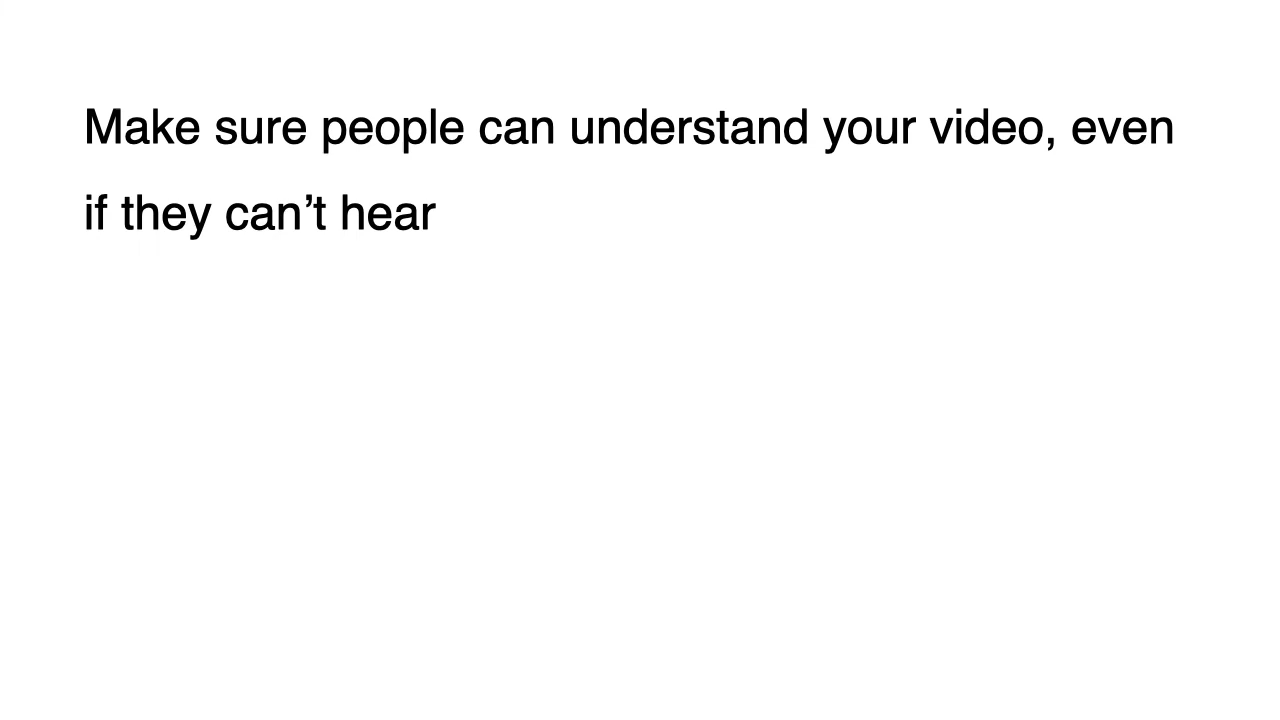 Make sure people can understand your video, even
if they can’t hear